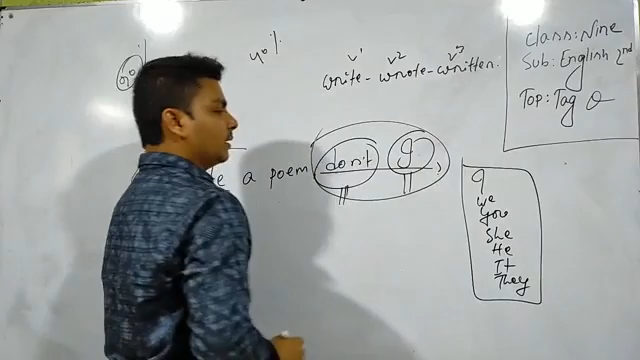 40%
v1 v2 v3
write - wrote - written.
Class: Nine
Sub: English 2nd
Top: Tag Q
a poem don't I,
I
we
you
She
He
It
They